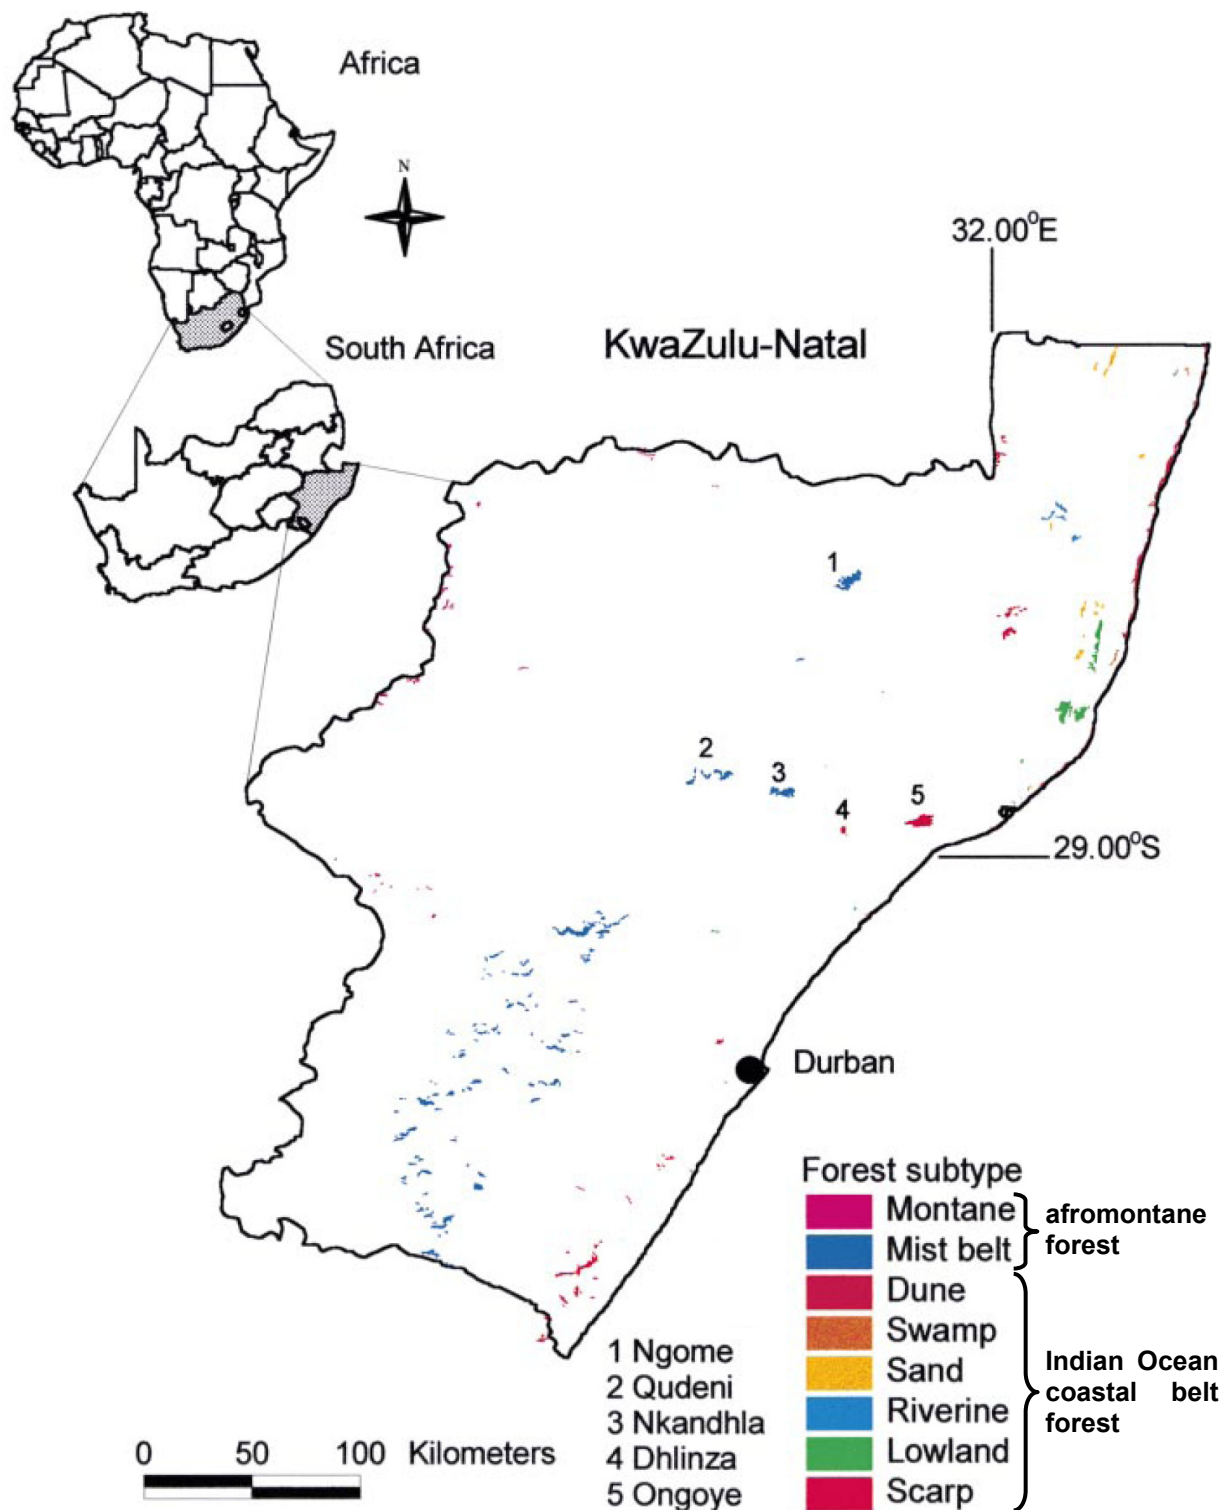 Africa
N
32.00°E
South Africa
KwaZulu-Natal
1
2
3
4
5
29.00°S
Durban
Forest subtype
Montane
Mist belt
afromontane
forest
Dune
Swamp
Sand
Riverine
Lowland
Scarp
Indian Ocean
coastal belt
forest
1 Ngome
2 Qudeni
3 Nkandhla
4 Dhlinza
5 Ongoye
0 50 100 Kilometers